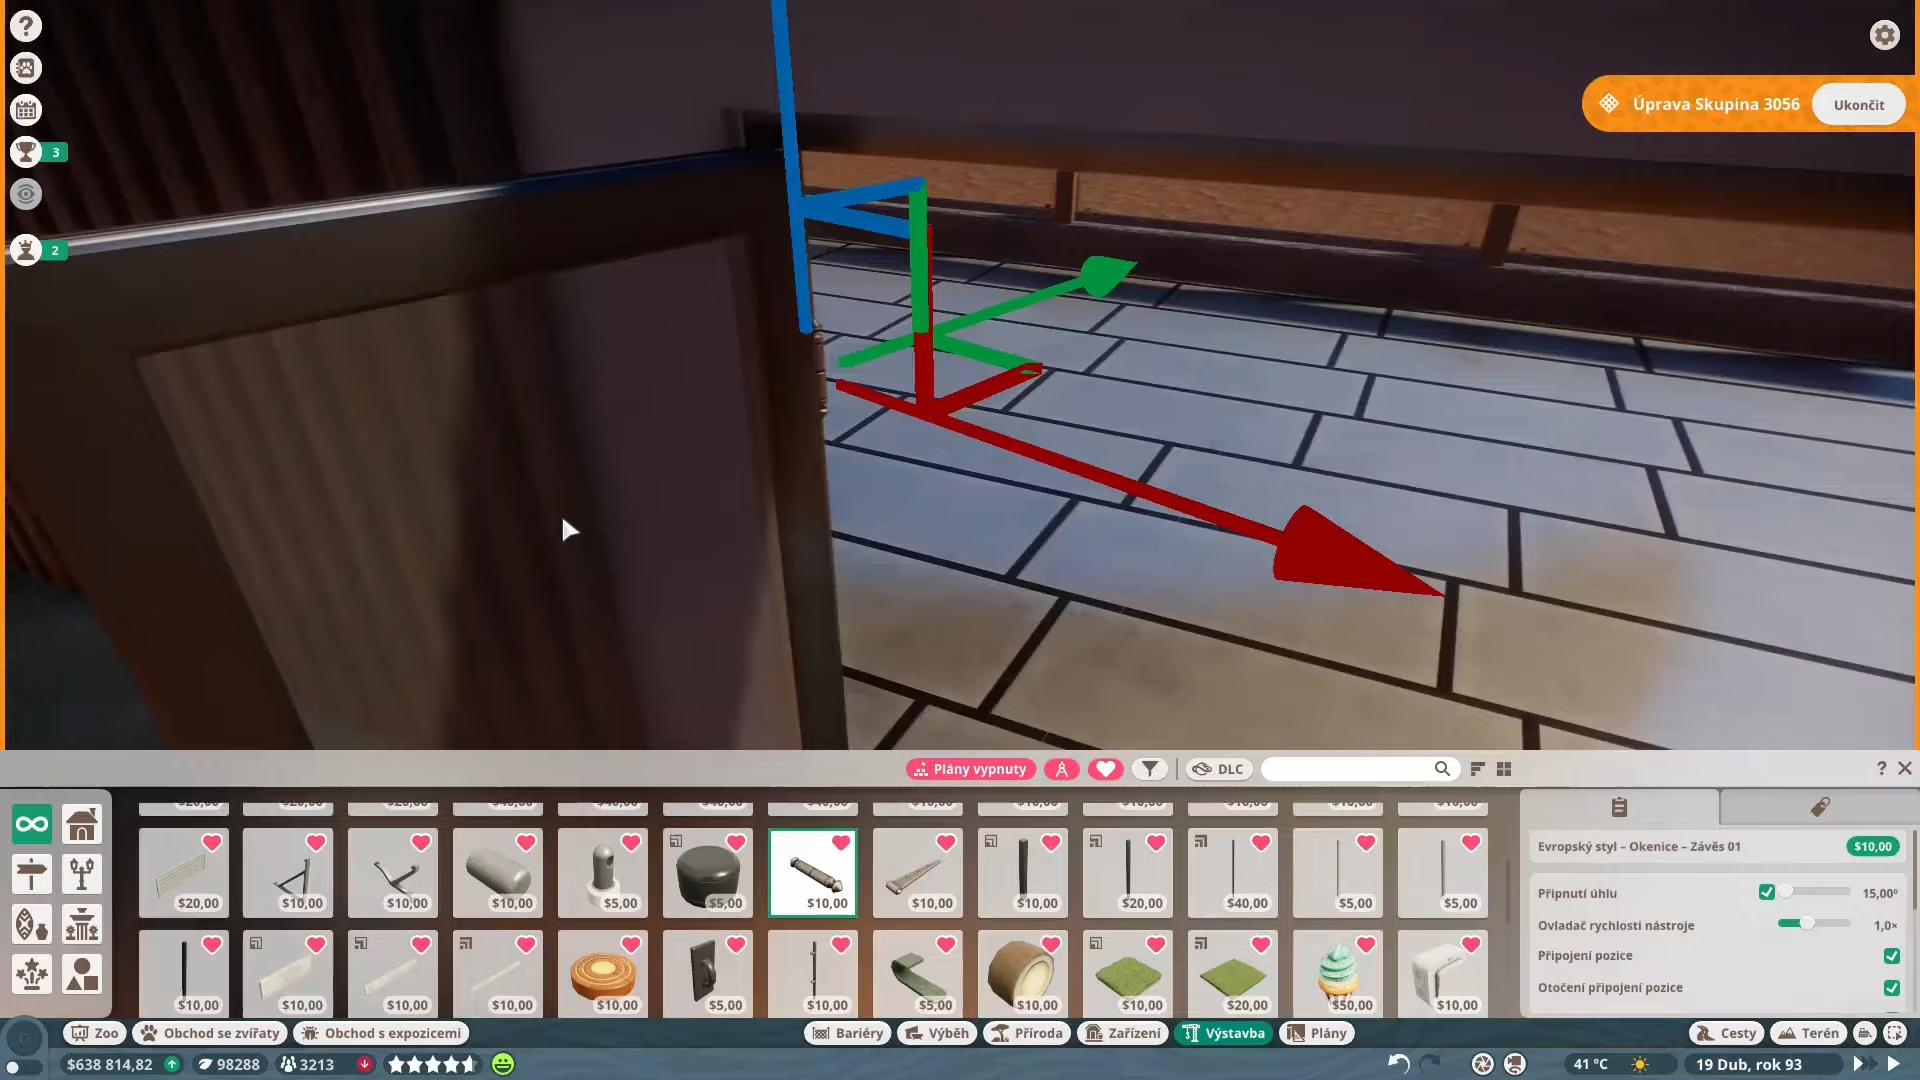 Úprava Skupina 3056
Ukončit
3
2
Plány vypnuty
DLC
$20,00 $10,00 $10,00 $10,00 $5,00 $5,00 $10,00 $10,00 $10,00 $20,00 $40,00 $5,00 $5,00
$10,00 $10,00 $10,00 $10,00 $10,00 $5,00 $10,00 $5,00 $10,00 $10,00 $20,00 $50,00 $10,00
Evropský styl – Okenice – Závěs 01
$10,00
Připnutí úhlu
15,00°
Ovladač rychlosti nástroje
1,0×
Připojení pozice
Otočení připojení pozice
Zoo
Obchod se zvířaty
Obchod s expozicemi
Bariéry
Výběh
Příroda
Zařízení
Výstavba
Plány
Cesty
Terén
$638 814,82
98288
3213
41 °C
19 Dub, rok 93